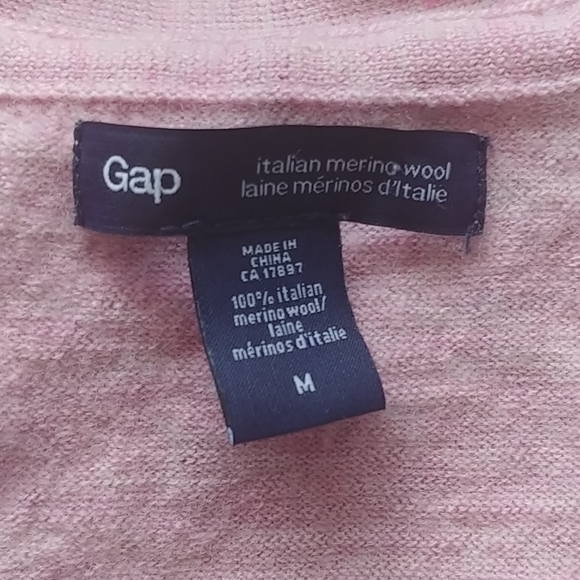 Gap
italian merino wool
laine mérinos d'Italie
MADE IN
CHINA
CA 17897
100% italian
merino wool/
laine
mérinos d'italie
M